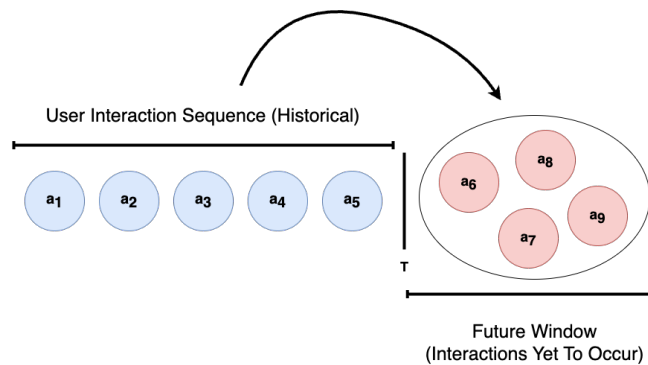 User Interaction Sequence (Historical)
a1 a2 a3 a4 a5
a6
a8
a7
a9
T
Future Window
(Interactions Yet To Occur)